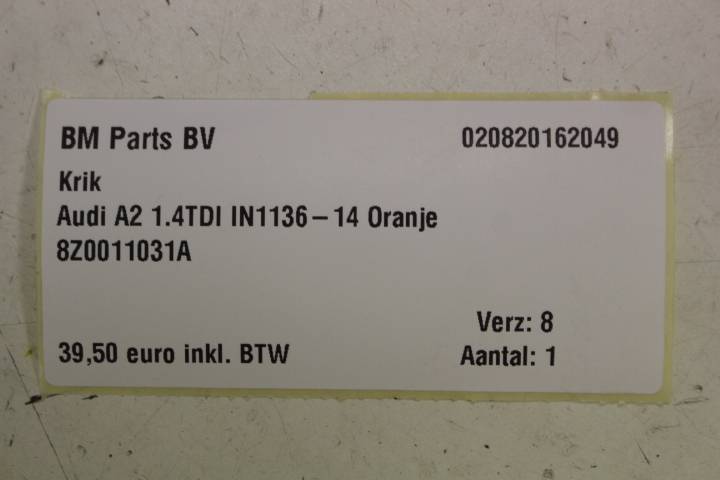 BM Parts BV 020820162049
Krik
Audi A2 1.4TDI IN1136-14 Oranje
8Z0011031A
Verz: 8
39,50 euro inkl. BTW Aantal: 1